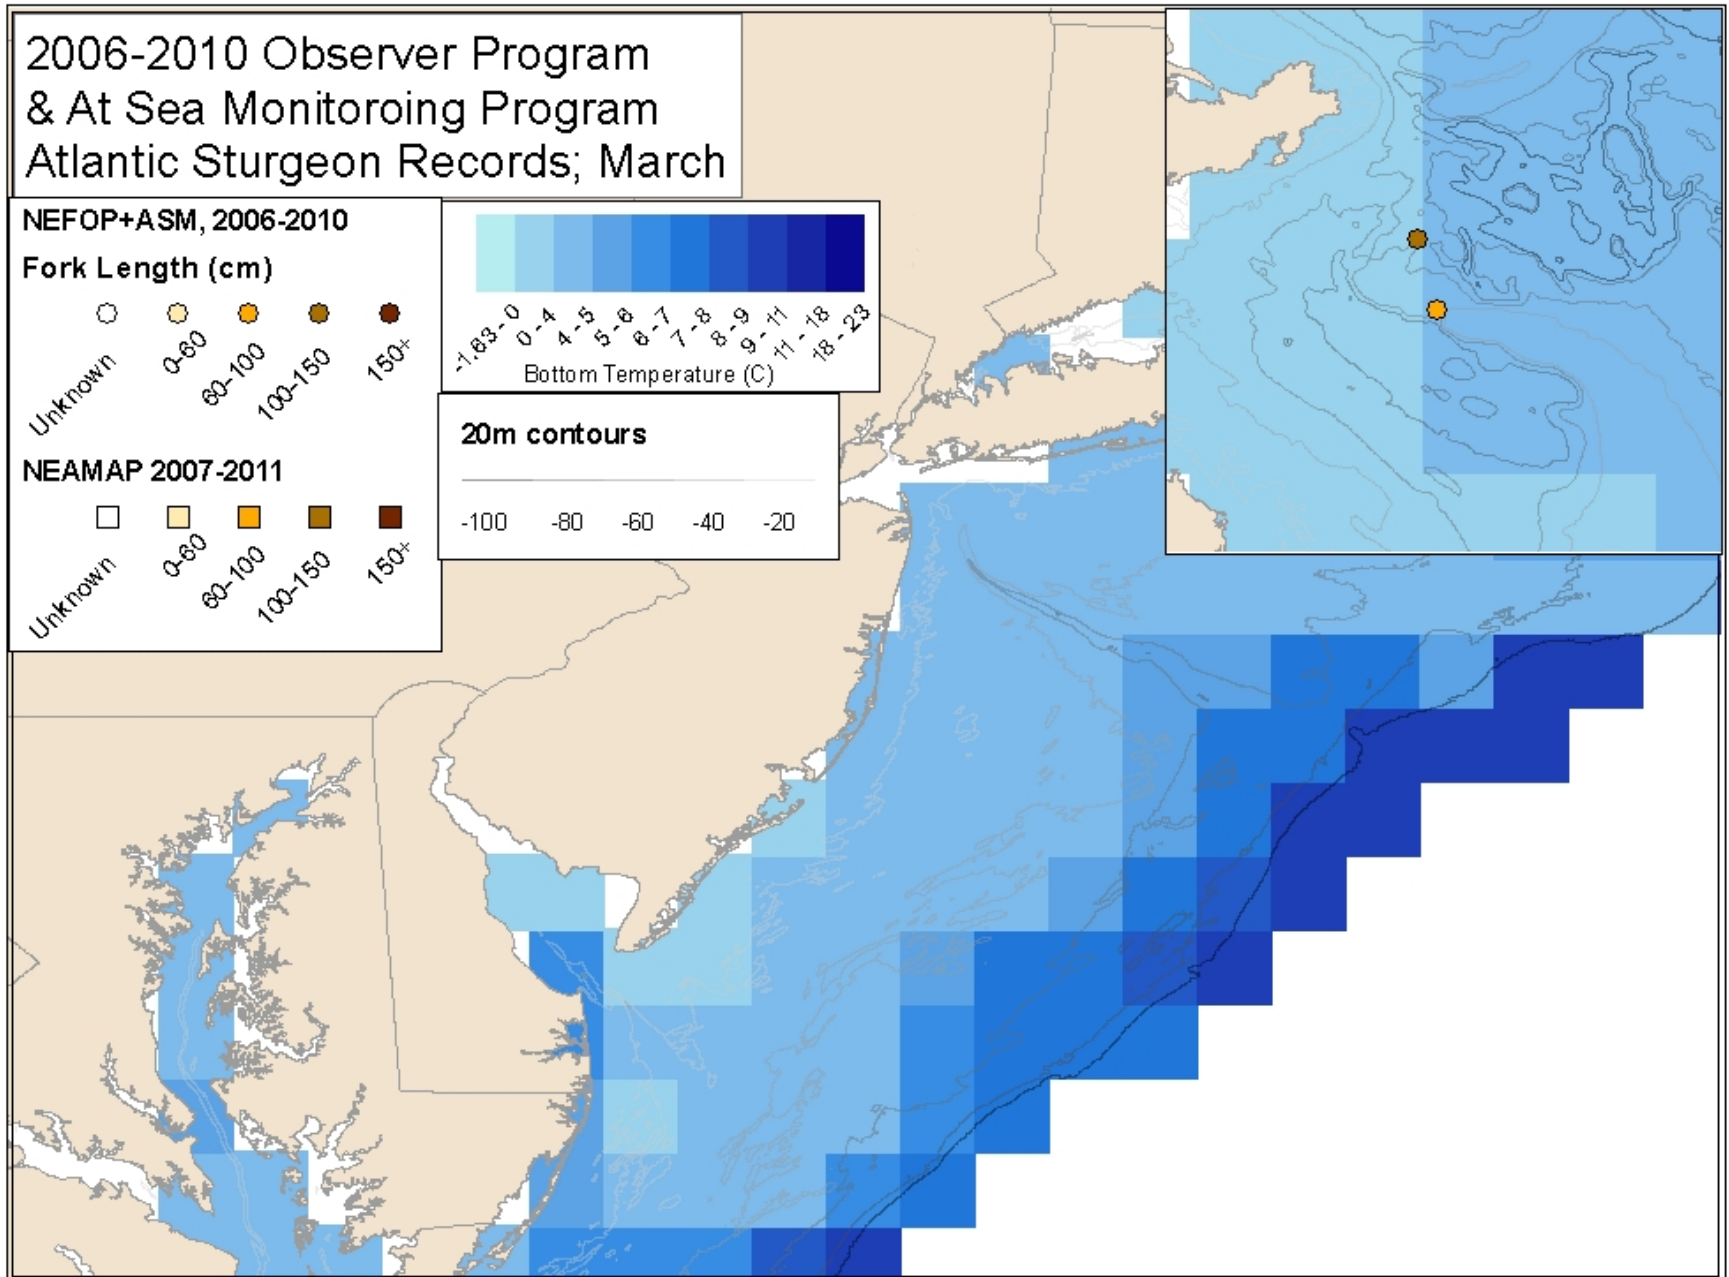 2006-2010 Observer Program
& At Sea Monitoroing Program
Atlantic Sturgeon Records; March
NEFOP+ASM, 2006-2010
Fork Length (cm)
Unknown
0-60
60-100
100-150
150+
NEAMAP 2007-2011
Unknown
0-60
60-100
100-150
150+
-1.63 - 0
0 - 4
4 - 5
5 - 6
6 - 7
7 - 8
8 - 9
9 - 11
11 - 18
18 - 23
Bottom Temperature (C)
20m contours
-100 -80 -60 -40 -20